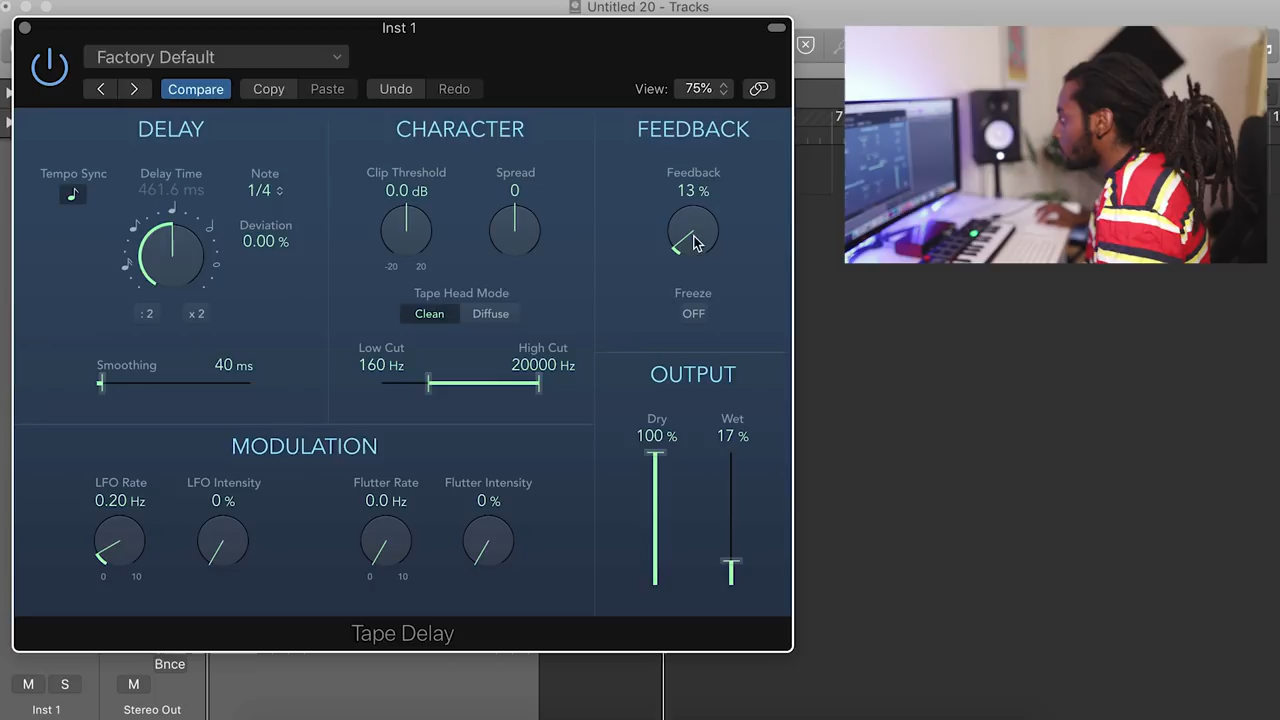 Untitled 20 - Tracks
Inst 1
Factory Default
Compare
Copy
Paste
Undo
Redo
View:
75%
DELAY
Tempo Sync
Delay Time
461.6 ms
Note
1/4
Deviation
0.00 %
: 2
x 2
Smoothing
40 ms
CHARACTER
Clip Threshold
0.0 dB
Spread
0
-20
20
Tape Head Mode
Clean
Diffuse
Low Cut
160 Hz
High Cut
20000 Hz
FEEDBACK
Feedback
13 %
Freeze
OFF
MODULATION
LFO Rate
0.20 Hz
LFO Intensity
0 %
Flutter Rate
0.0 Hz
Flutter Intensity
0 %
0
10
0
10
OUTPUT
Dry
100 %
Wet
17 %
Tape Delay
7
Bnce
M
S
M
Inst 1
Stereo Out